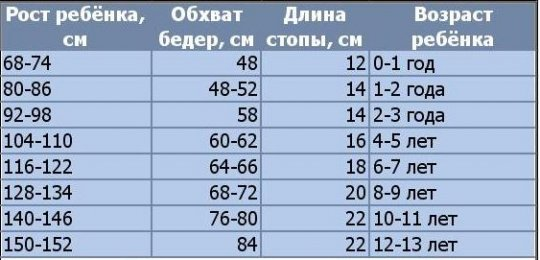 Рост ребёнка, см Обхват бедер, см Длина стопы, см Возраст ребёнка
68-74 48 12 0-1 год
80-86 48-52 14 1-2 года
92-98 58 14 2-3 года
104-110 60-62 16 4-5 лет
116-122 64-66 18 6-7 лет
128-134 68-72 20 8-9 лет
140-146 76-80 22 10-11 лет
150-152 84 22 12-13 лет